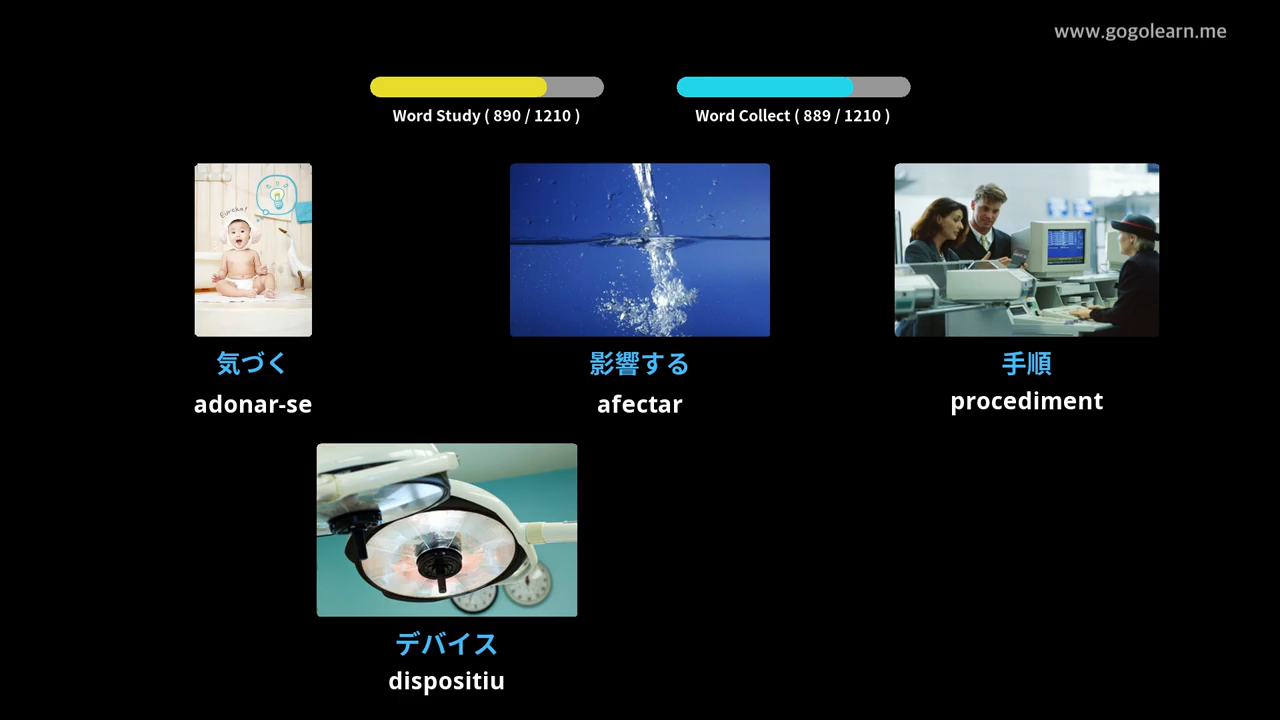 www.gogolearn.me
Word Study ( 890 / 1210 )
Word Collect ( 889 / 1210 )
Eureka!
気づく
影響する
手順
adonar-se
afectar
procediment
デバイス
dispositiu